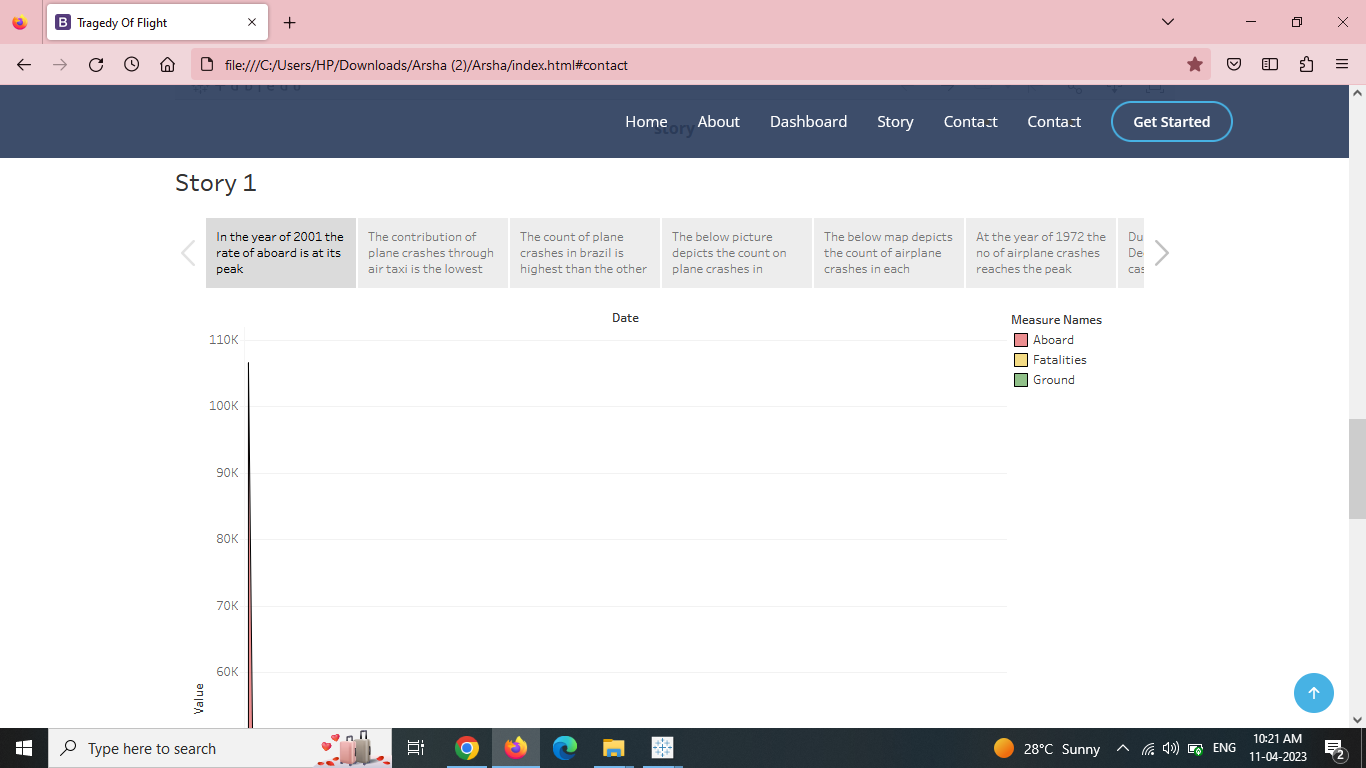 Tragedy Of Flight
file:///C:/Users/HP/Downloads/Arsha (2)/Arsha/index.html#contact
Home About Dashboard Story Contact Contact Get Started
story
Story 1
In the year of 2001 the
rate of aboard is at its
peak
The contribution of
plane crashes through
air taxi is the lowest
The count of plane
crashes in brazil is
highest than the other
The below picture
depicts the count on
plane crashes in
The below map depicts
the count of airplane
crashes in each
At the year of 1972 the
no of airplane crashes
reaches the peak
Du
De
cas
Date
Measure Names
Aboard
Fatalities
Ground
110K
100K
90K
80K
70K
60K
Value
Type here to search
28°C Sunny
ENG
10:21 AM
11-04-2023
2